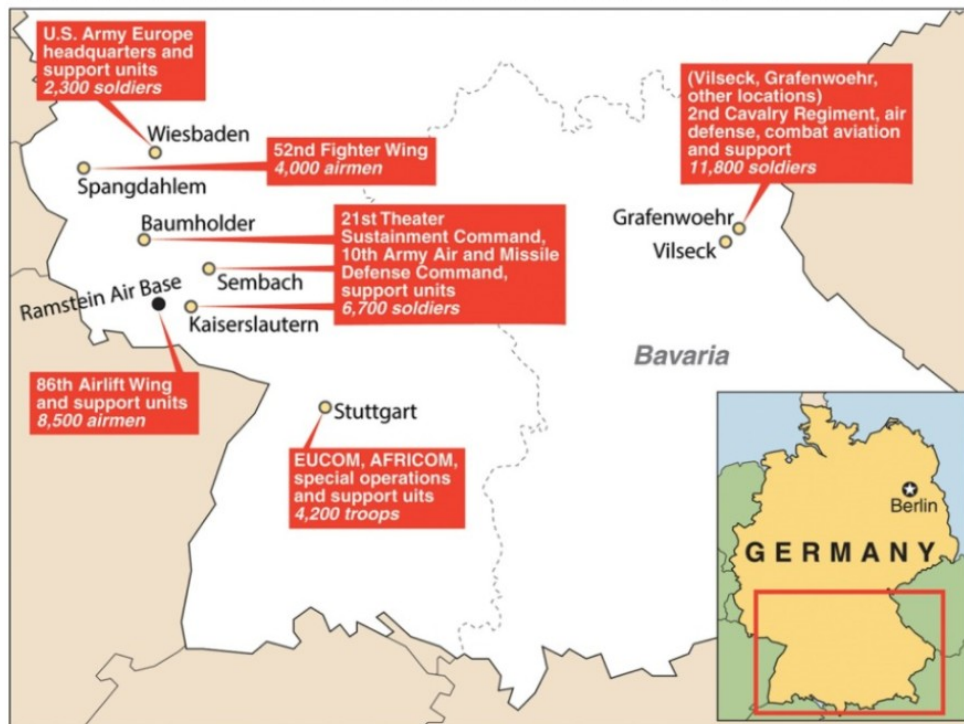 U.S. Army Europe
headquarters and
support units
2,300 soldiers
Wiesbaden
52nd Fighter Wing
4,000 airmen
Spangdahlem
(Vilseck, Grafenwoehr,
other locations)
2nd Cavalry Regiment, air
defense, combat aviation
and support
11,800 soldiers
Grafenwoehr
Vilseck
Baumholder
21st Theater
Sustainment Command,
10th Army Air and Missile
Defense Command,
support units
6,700 soldiers
Sembach
Ramstein Air Base
Kaiserslautern
Bavaria
86th Airlift Wing
and support units
8,500 airmen
Stuttgart
EUCOM, AFRICOM,
special operations
and support uits
4,200 troops
Berlin
GERMANY